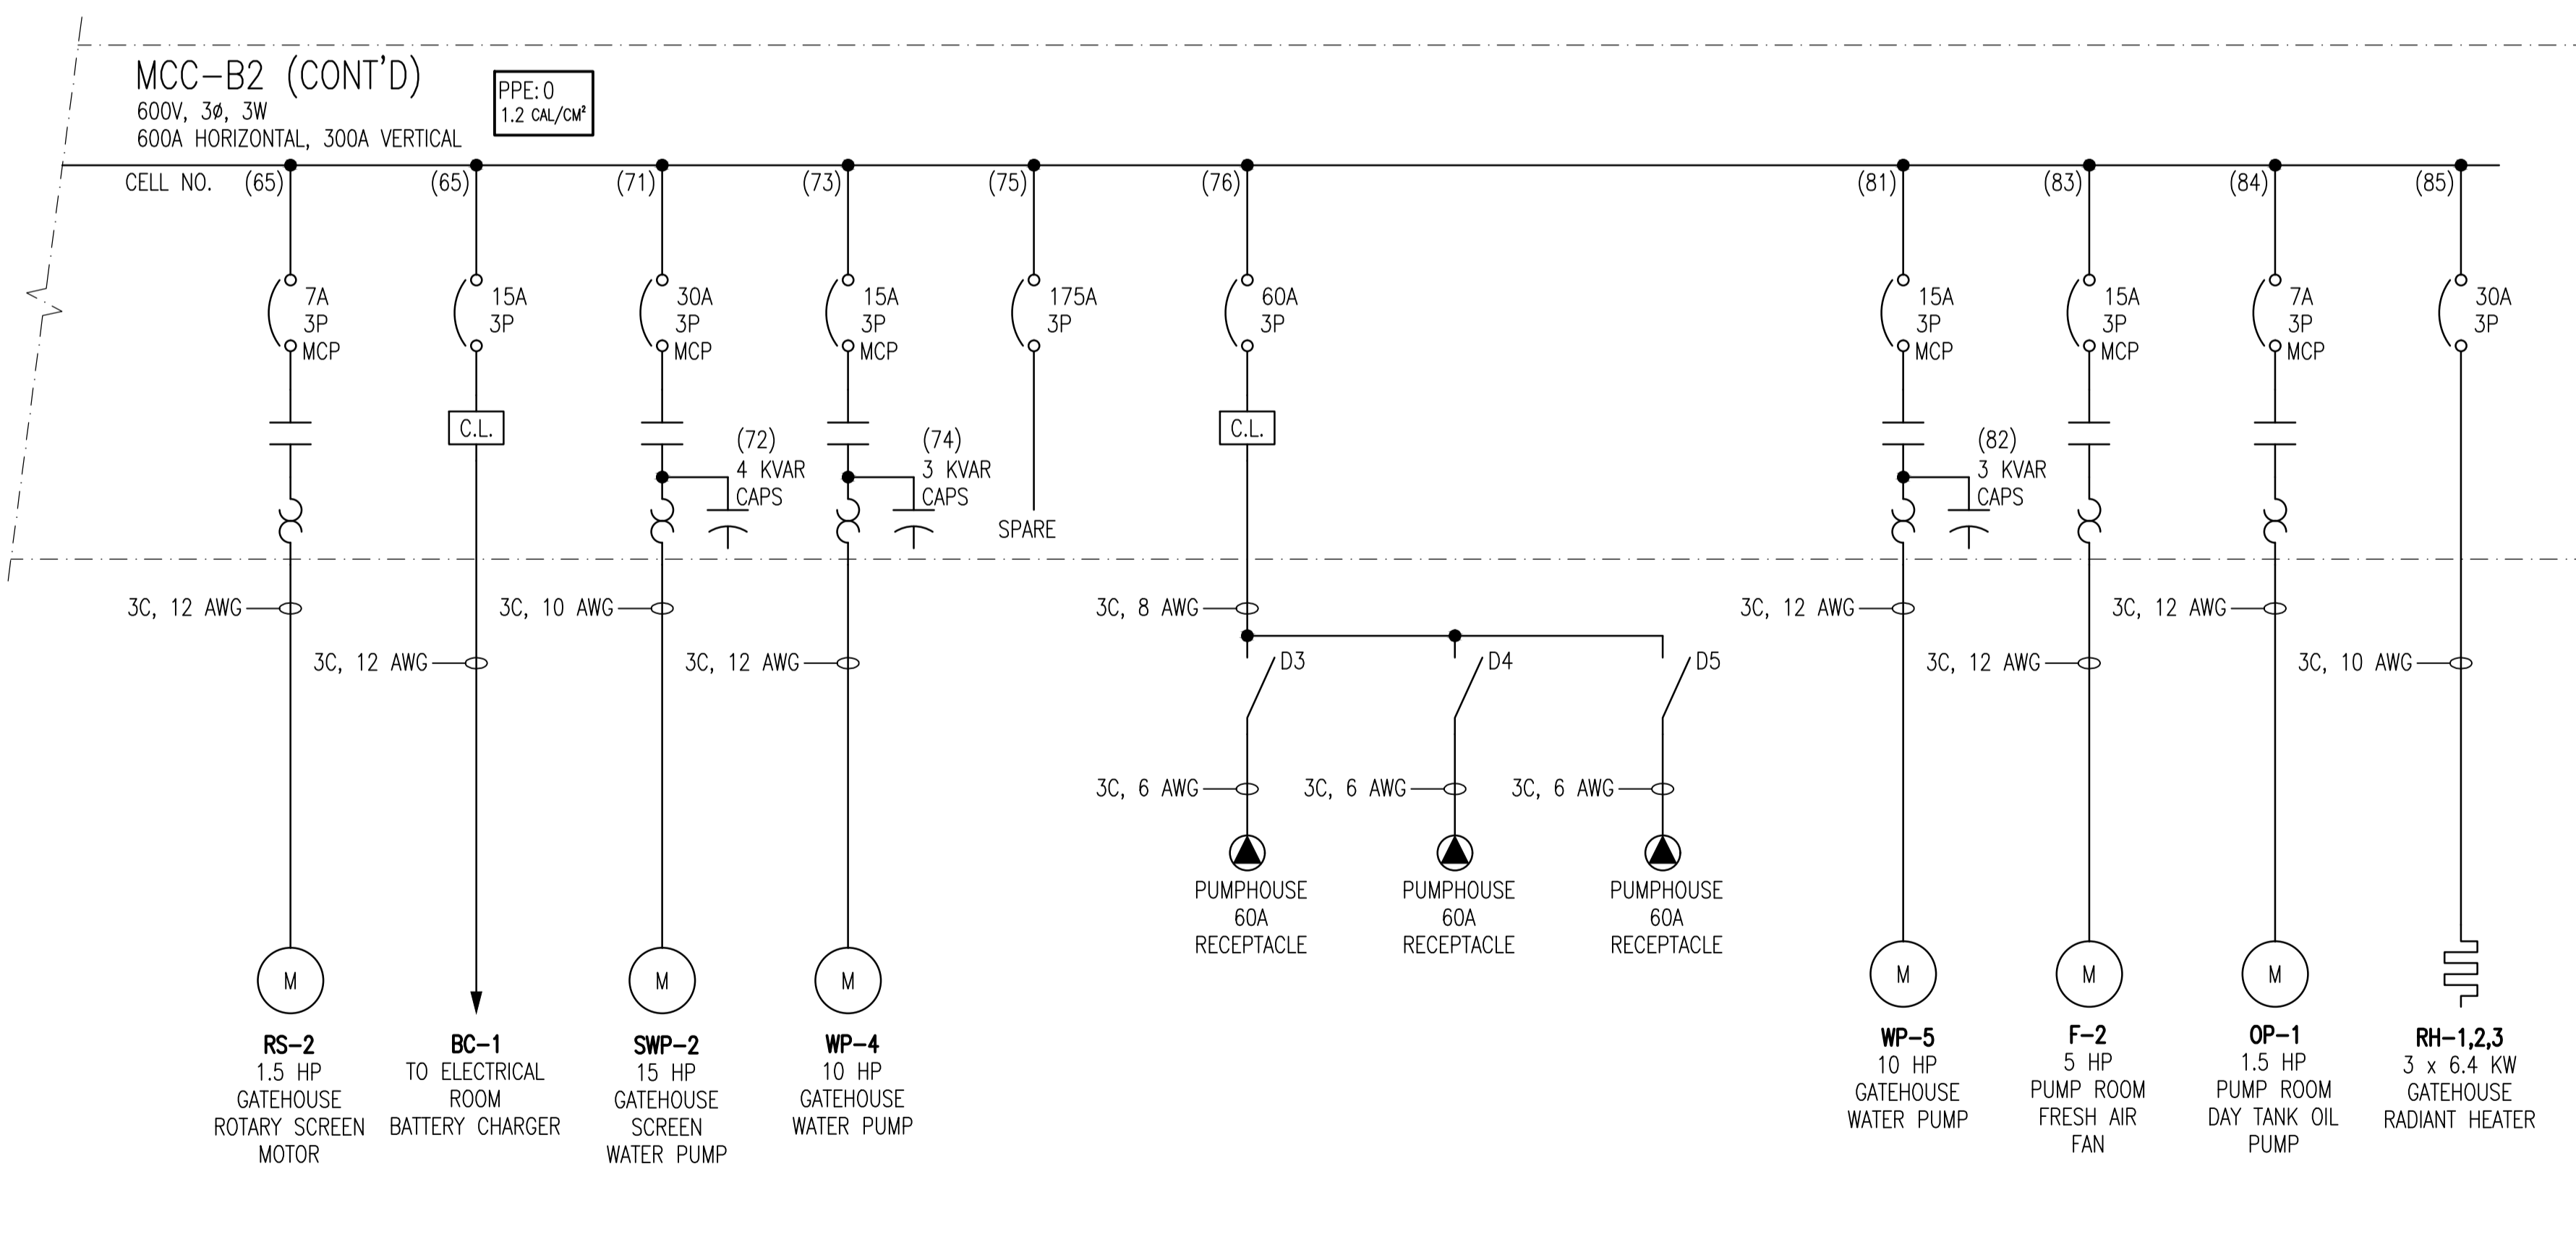 MCC-B2 (CONT'D)
600V, 3ø, 3W
600A HORIZONTAL, 300A VERTICAL
PPE:0
1.2 CAL/CM²
CELL NO. (65) (65) (71) (73) (75) (76) (81) (83) (84) (85)
7A
3P
MCP
15A
3P
30A
3P
MCP
15A
3P
MCP
175A
3P
60A
3P
15A
3P
MCP
15A
3P
MCP
7A
3P
MCP
30A
3P
C.L.
(72)
4 KVAR
CAPS
(74)
3 KVAR
CAPS
SPARE
C.L.
(82)
3 KVAR
CAPS
3C, 12 AWG
3C, 12 AWG
3C, 10 AWG
3C, 12 AWG
3C, 8 AWG
3C, 12 AWG
3C, 12 AWG
3C, 12 AWG
3C, 10 AWG
D3
D4
D5
3C, 6 AWG
3C, 6 AWG
3C, 6 AWG
PUMPHOUSE
60A
RECEPTACLE
PUMPHOUSE
60A
RECEPTACLE
PUMPHOUSE
60A
RECEPTACLE
M
RS-2
1.5 HP
GATEHOUSE
ROTARY SCREEN
MOTOR
BC-1
TO ELECTRICAL
ROOM
BATTERY CHARGER
M
SWP-2
15 HP
GATEHOUSE
SCREEN
WATER PUMP
M
WP-4
10 HP
GATEHOUSE
WATER PUMP
M
WP-5
10 HP
GATEHOUSE
WATER PUMP
M
F-2
5 HP
PUMP ROOM
FRESH AIR
FAN
M
OP-1
1.5 HP
PUMP ROOM
DAY TANK OIL
PUMP
RH-1,2,3
3 x 6.4 KW
GATEHOUSE
RADIANT HEATER